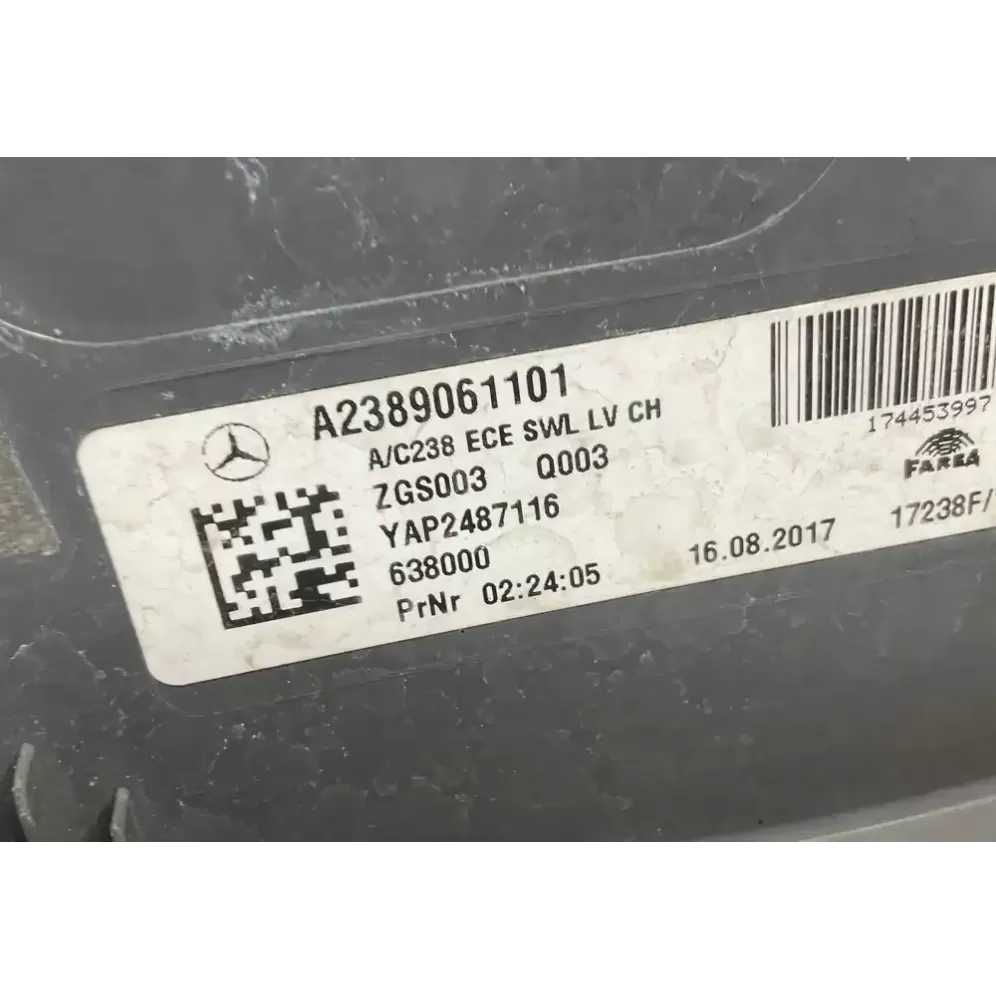 A2389061101
A/C238 ECE SWL LV CH
ZGS003 Q003
YAP2487116
638000
PrNr 02:24:05
16.08.2017
174453997
FARBA
17238F/